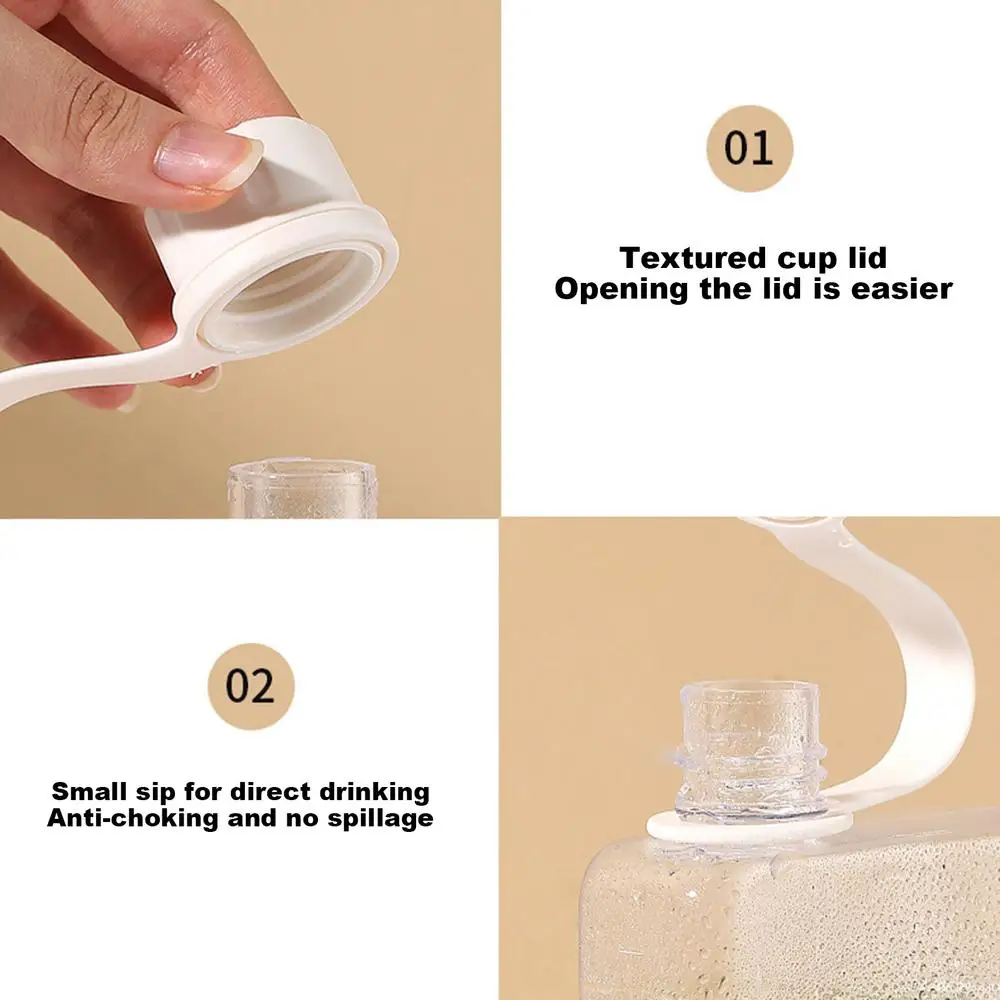 01
Textured cup lid
Opening the lid is easier
02
Small sip for direct drinking
Anti-choking and no spillage